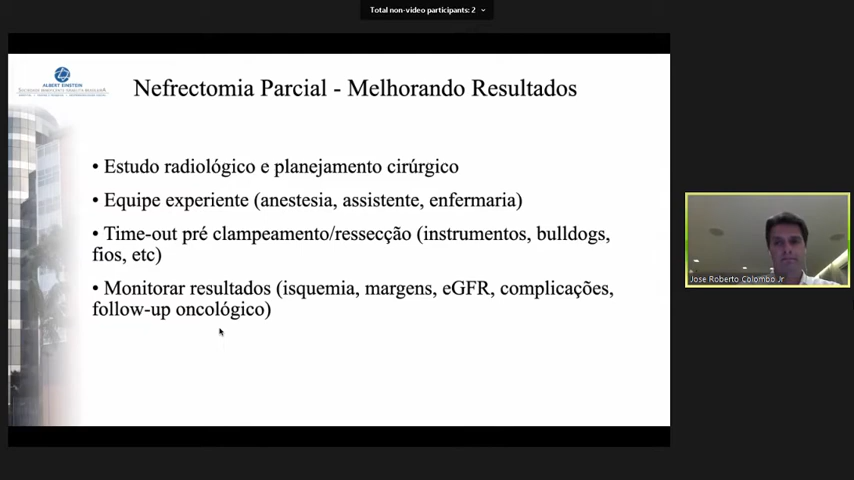 Total non-video participants: 2
ALBERT EINSTEIN
Nefrectomia Parcial - Melhorando Resultados
• Estudo radiológico e planejamento cirúrgico
• Equipe experiente (anestesia, assistente, enfermaria)
• Time-out pré clampeamento/ressecção (instrumentos, bulldogs,
fios, etc)
• Monitorar resultados (isquemia, margens, eGFR, complicações,
follow-up oncológico)
Jose Roberto Colombo Jr